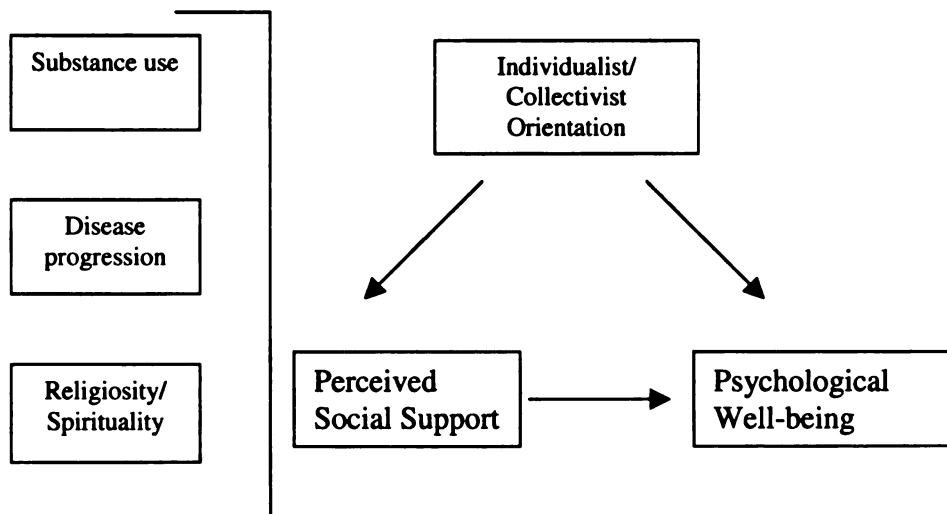 Substance use
Disease
progression
Religiosity/
Spirituality
Individualist/
Collectivist
Orientation
Perceived
Social Support
Psychological
Well-being